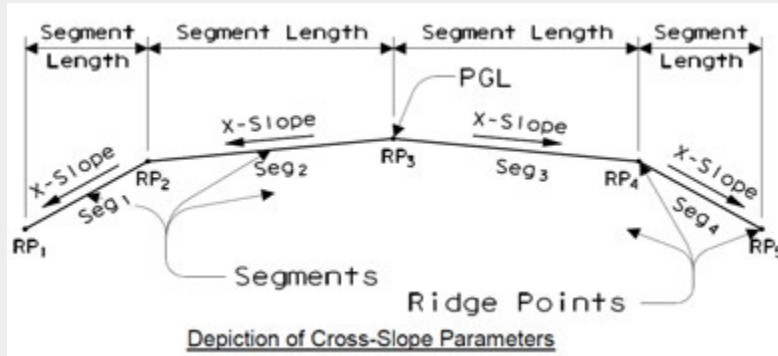 Segment Length
Segment Length
Segment Length
Segment Length
PGL
X-Slope
X-Slope
X-Slope
X-Slope
RP1
RP2
RP3
RP4
RP5
Seg1
Seg2
Seg3
Seg4
Segments
Ridge Points
Depiction of Cross-Slope Parameters